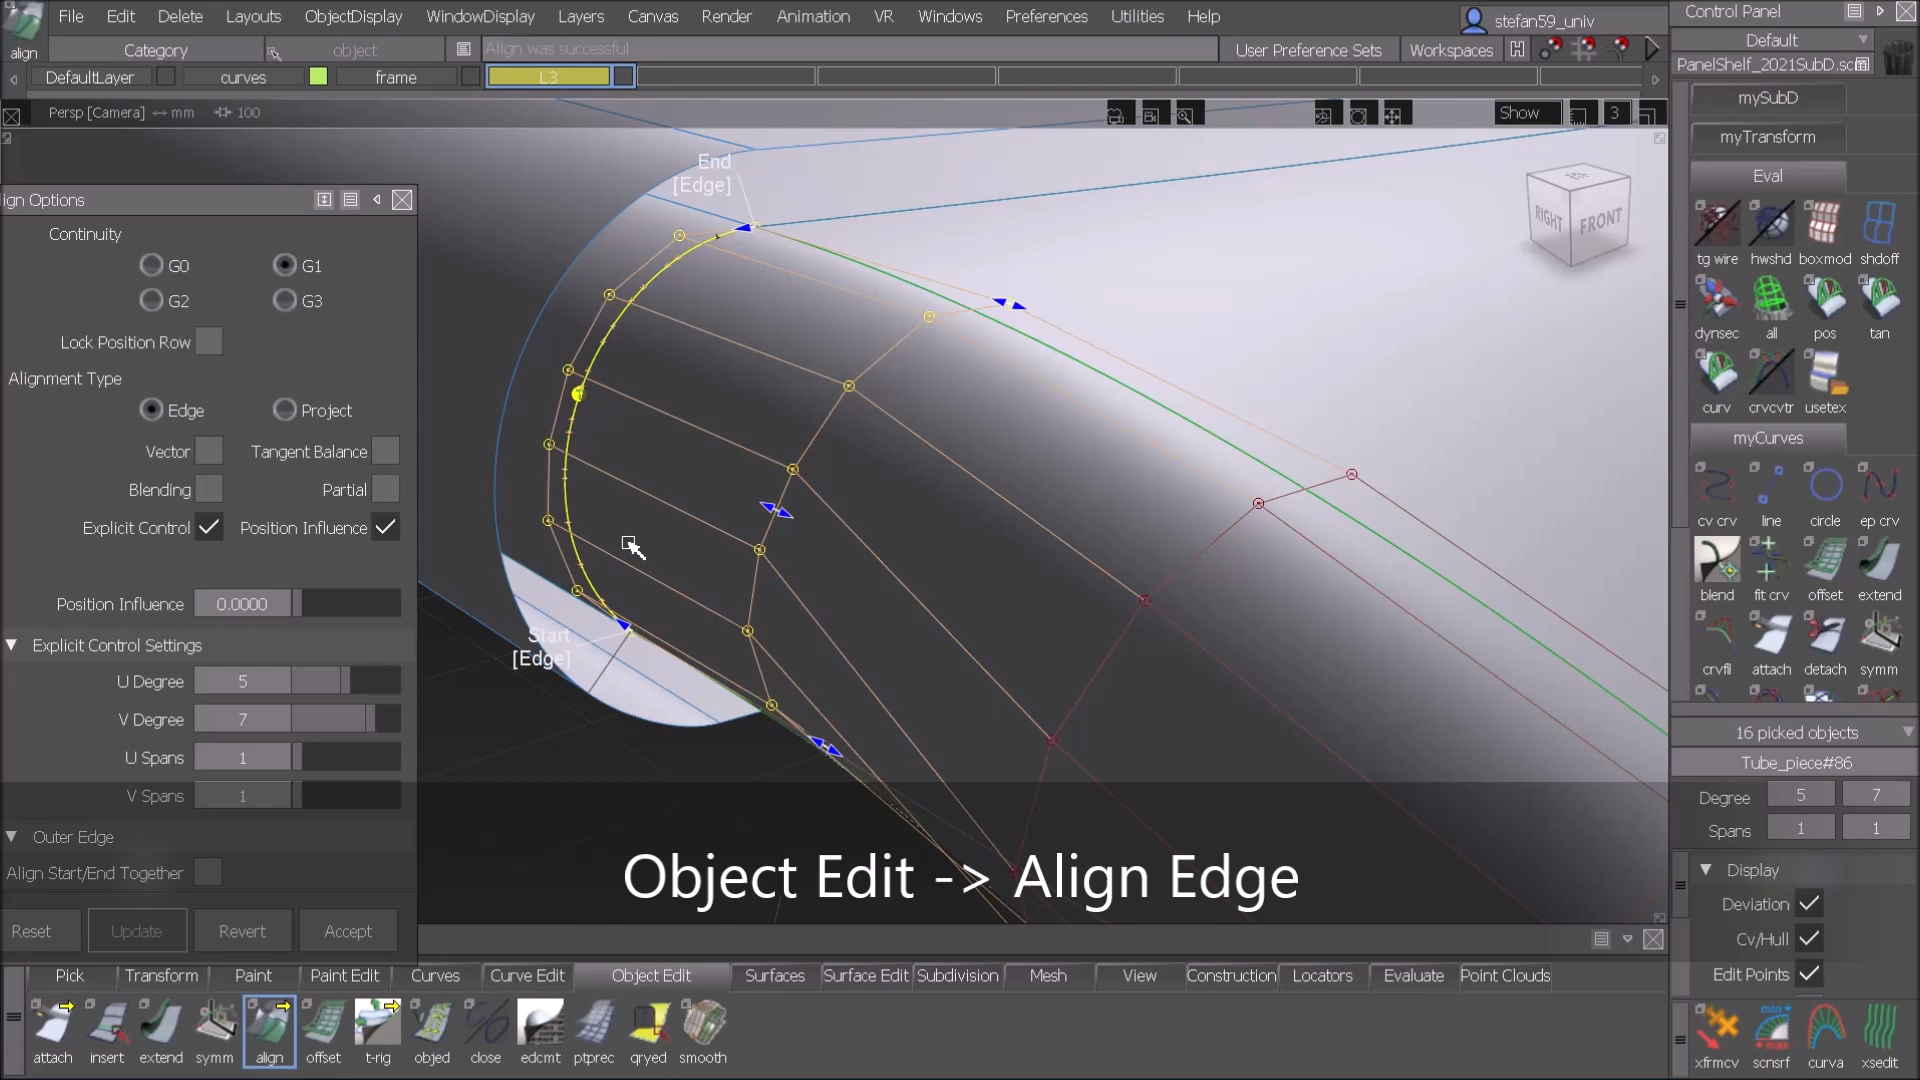 File Edit Delete Layouts ObjectDisplay WindowDisplay Layers Canvas Render Animation VR Windows Preferences Utilities Help
stefan59_univ
Control Panel
align
Category
object
Align was successful
User Preference Sets
Workspaces
Default
DefaultLayer
curves
frame
L3
Persp [Camera] mm 100
Show
3
Align Options
Continuity
G0
G1
G2
G3
Lock Position Row
Alignment Type
Edge
Project
Vector
Tangent Balance
Blending
Partial
Explicit Control
Position Influence
Position Influence 0.0000
Explicit Control Settings
U Degree 5
V Degree 7
U Spans 1
V Spans 1
Outer Edge
Align Start/End Together
Reset
Update
Revert
Accept
End
[Edge]
Start
[Edge]
RIGHT
FRONT
Object Edit -> Align Edge
mySubD
myTransform
Eval
tg wire hwshd boxmod shdoff
dynsec all pos tan
curv crvcvtr usetex
myCurves
cv crv line circle ep crv
blend fit crv offset extend
crvfil attach detach symm
16 picked objects
Tube_piece#86
Degree 5 7
Spans 1 1
Display
Deviation
Cv/Hull
Edit Points
xfrmcv scnsrf curva xsedit
Pick Transform Paint Paint Edit Curves Curve Edit Object Edit Surfaces Surface Edit Subdivision Mesh View Construction Locators Evaluate Point Clouds
attach insert extend symm align offset t-rig objed close edcmt ptprec qryed smooth